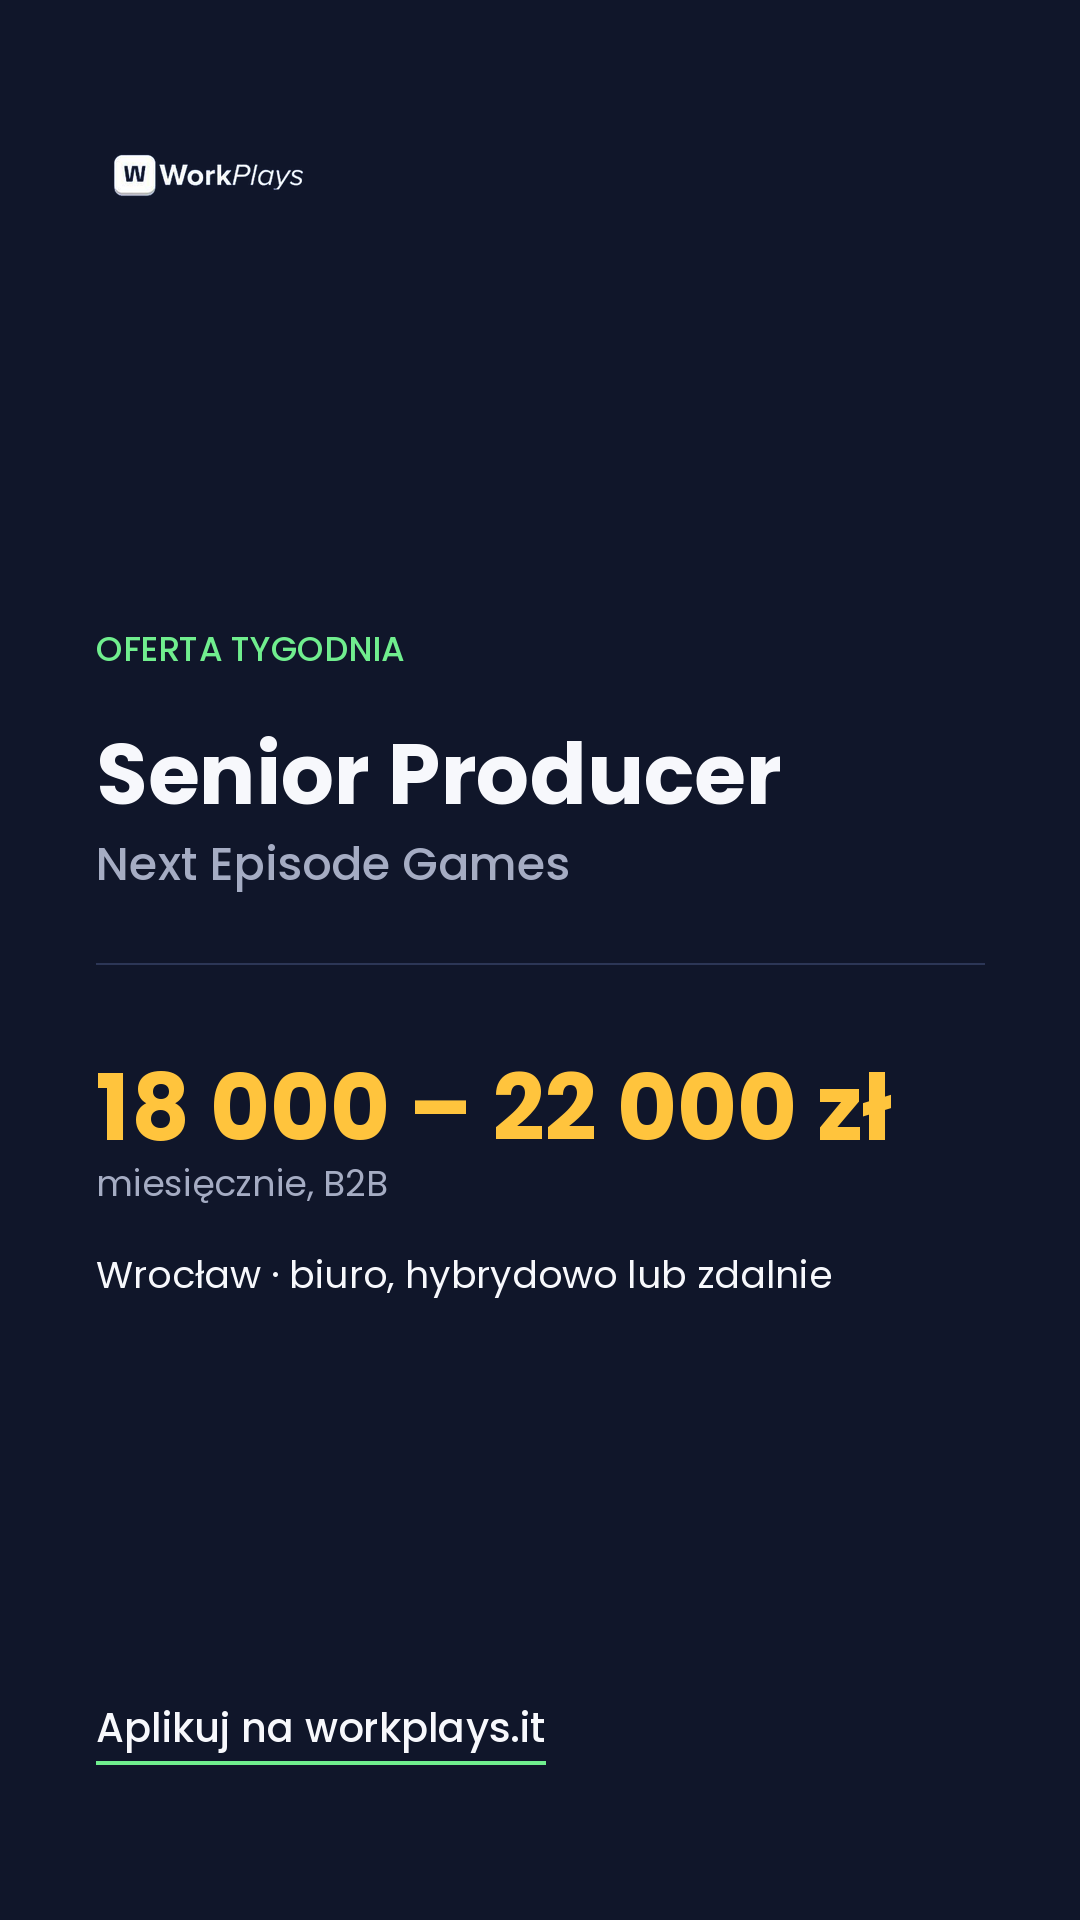 W WorkPlays
OFERTA TYGODNIA
Senior Producer
Next Episode Games
18 000 – 22 000 zł
miesięcznie, B2B
Wrocław · biuro, hybrydowo lub zdalnie
Aplikuj na workplays.it